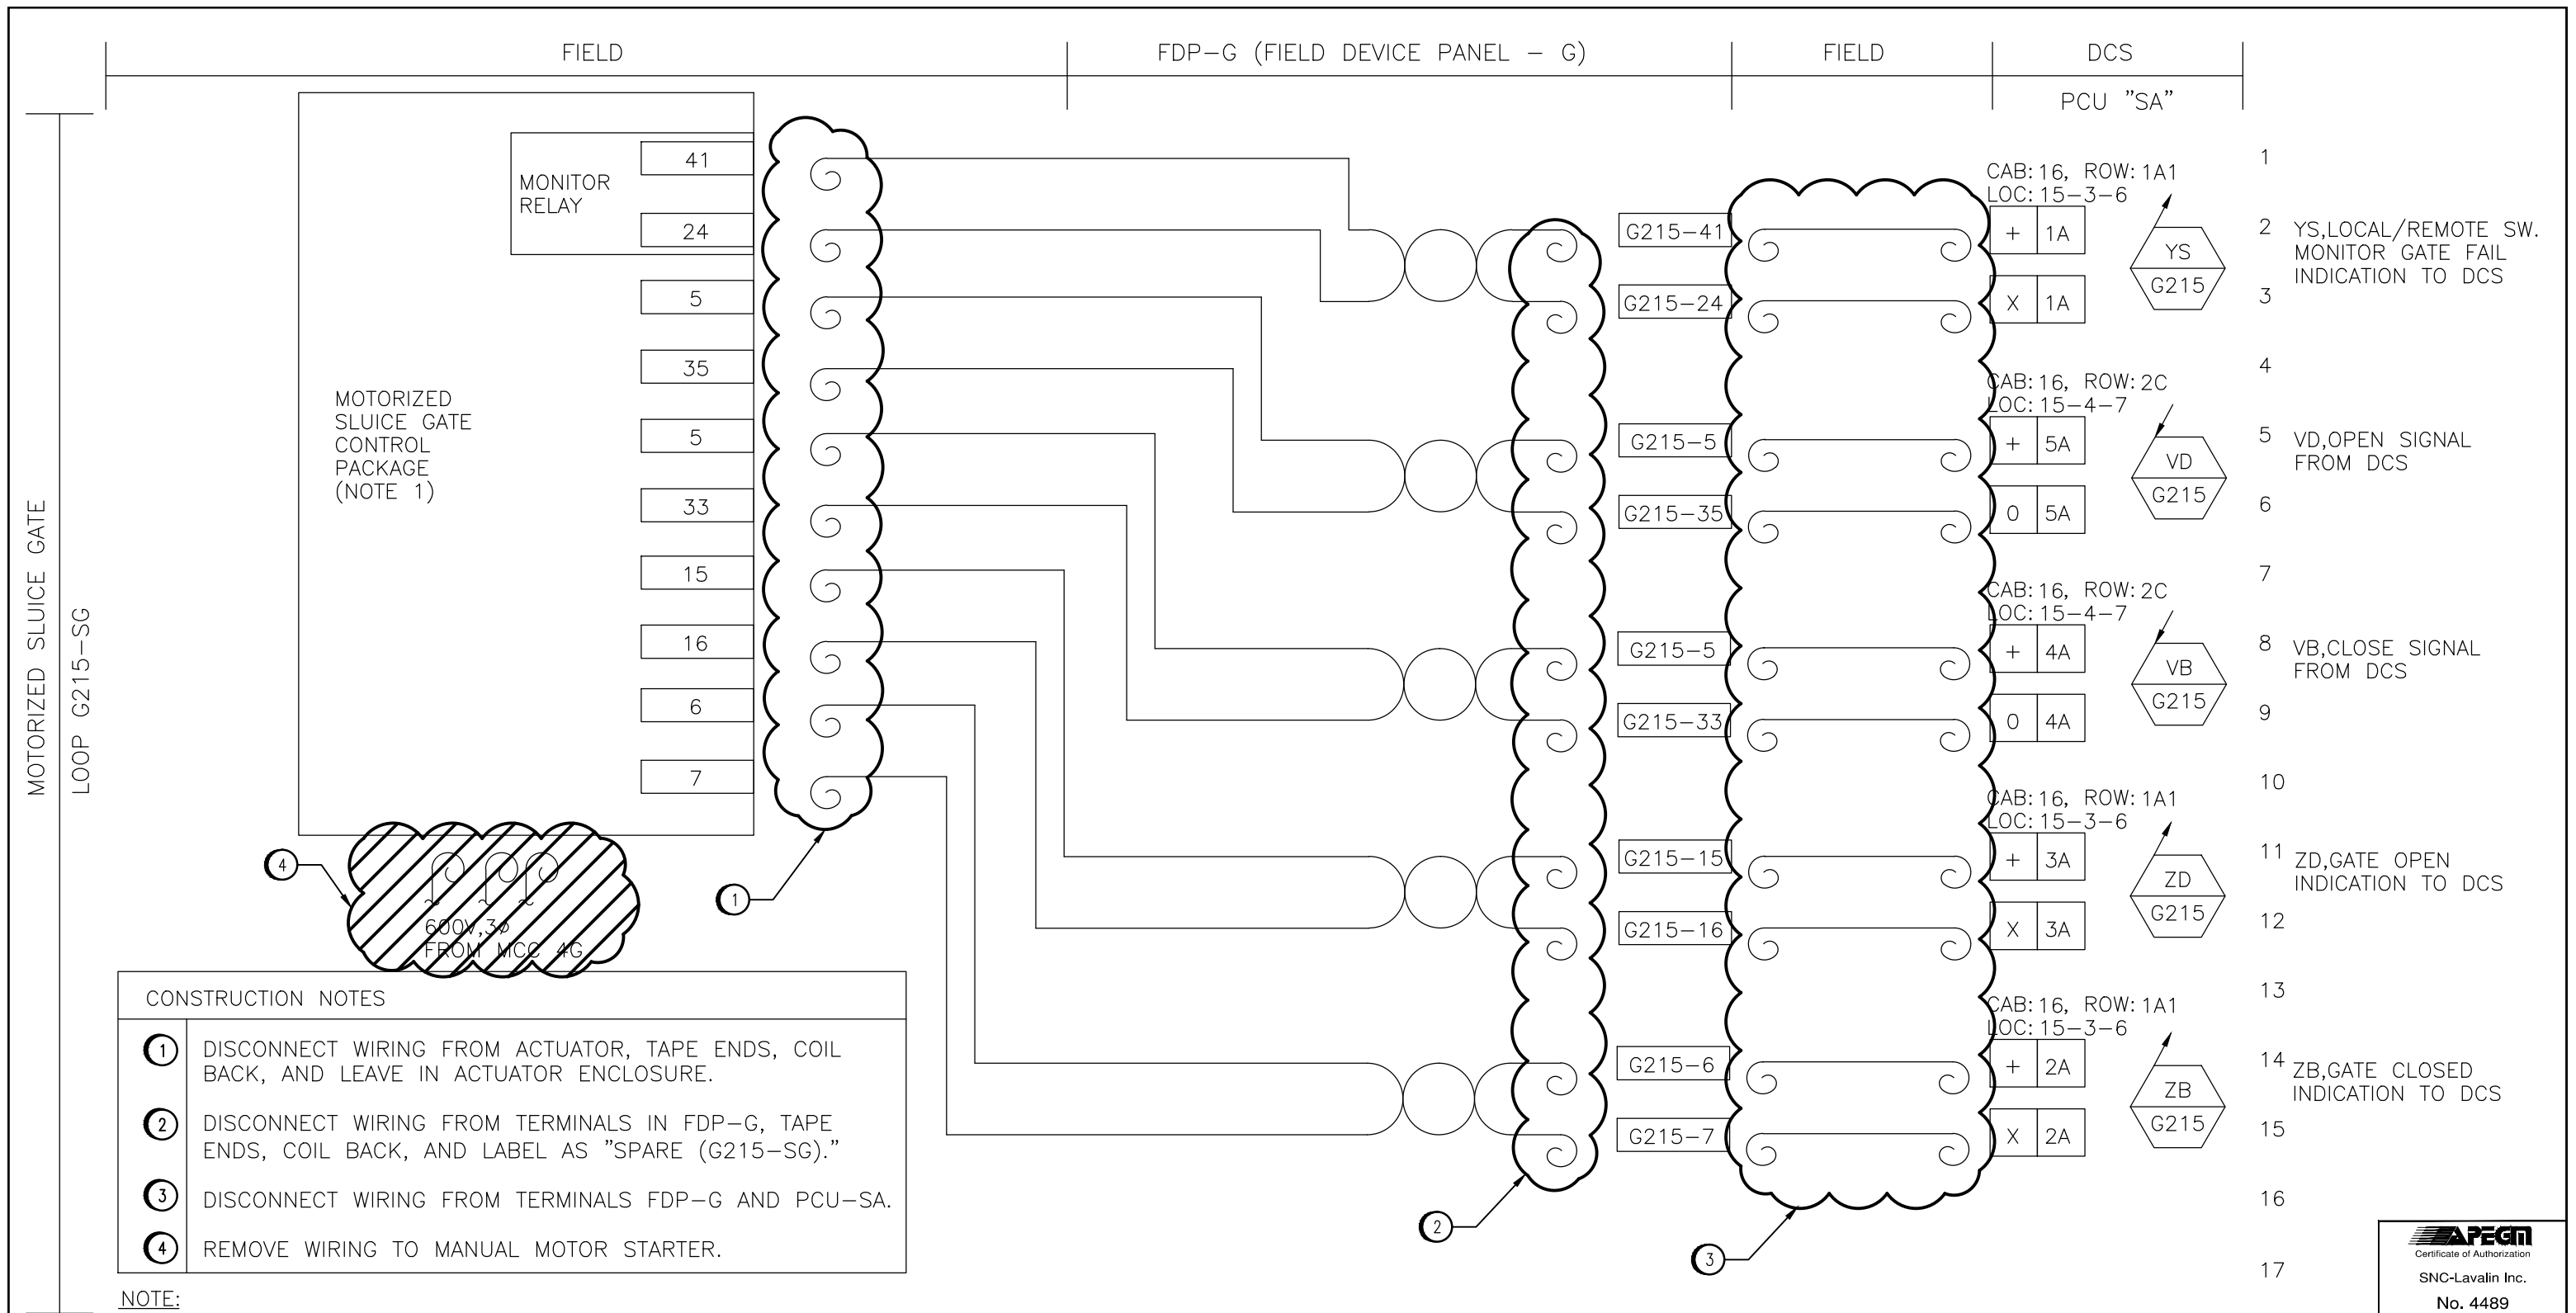 FIELD
FDP-G (FIELD DEVICE PANEL - G)
FIELD
DCS
PCU "SA"
MOTORIZED SLUICE GATE
LOOP G215-SG
MONITOR
RELAY
MOTORIZED
SLUICE GATE
CONTROL
PACKAGE
(NOTE 1)
41
24
5
35
5
33
15
16
6
7
600V,3ø
FROM MCC 4G
4
1
2
3
G215-41
G215-24
G215-5
G215-35
G215-5
G215-33
G215-15
G215-16
G215-6
G215-7
CAB: 16, ROW: 1A1
LOC: 15-3-6
+ 1A
X 1A
YS
G215
CAB: 16, ROW: 2C
LOC: 15-4-7
+ 5A
0 5A
VD
G215
CAB: 16, ROW: 2C
LOC: 15-4-7
+ 4A
0 4A
VB
G215
CAB: 16, ROW: 1A1
LOC: 15-3-6
+ 3A
X 3A
ZD
G215
CAB: 16, ROW: 1A1
LOC: 15-3-6
+ 2A
X 2A
ZB
G215
1
2 YS,LOCAL/REMOTE SW.
MONITOR GATE FAIL
INDICATION TO DCS
3
4
5 VD,OPEN SIGNAL
FROM DCS
6
7
8 VB,CLOSE SIGNAL
FROM DCS
9
10
11 ZD,GATE OPEN
INDICATION TO DCS
12
13
14 ZB,GATE CLOSED
INDICATION TO DCS
15
16
17
CONSTRUCTION NOTES
1 DISCONNECT WIRING FROM ACTUATOR, TAPE ENDS, COIL
BACK, AND LEAVE IN ACTUATOR ENCLOSURE.
2 DISCONNECT WIRING FROM TERMINALS IN FDP-G, TAPE
ENDS, COIL BACK, AND LABEL AS "SPARE (G215-SG)."
3 DISCONNECT WIRING FROM TERMINALS FDP-G AND PCU-SA.
4 REMOVE WIRING TO MANUAL MOTOR STARTER.
NOTE:
APEGM
Certificate of Authorization
SNC-Lavalin Inc.
No. 4489